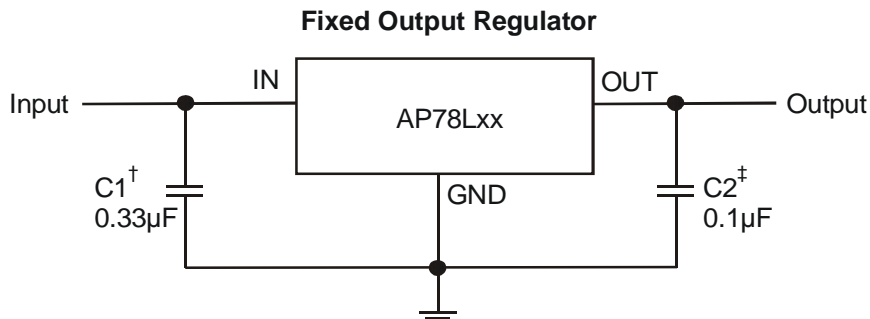 Fixed Output Regulator
IN
OUT
Input
AP78Lxx
Output
C1†
0.33µF
GND
C2‡
0.1µF